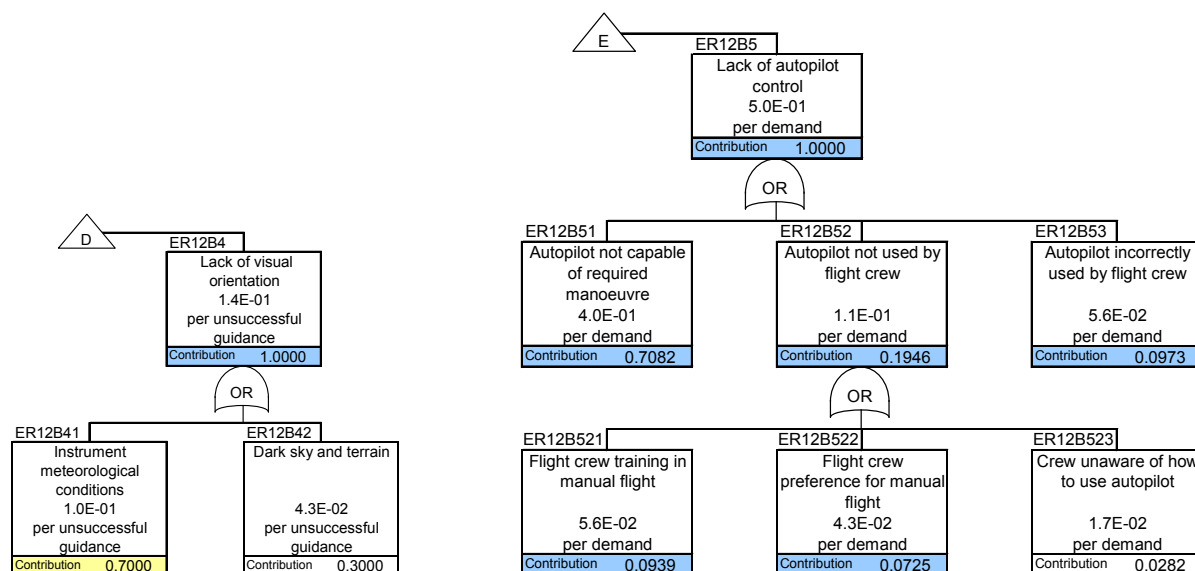 E
ER12B5
Lack of autopilot
control
5.0E-01
per demand
Contribution 1.0000
OR
D
ER12B4
Lack of visual
orientation
1.4E-01
per unsuccessful
guidance
Contribution 1.0000
OR
ER12B51
Autopilot not capable
of required
manoeuvre
4.0E-01
per demand
Contribution 0.7082
ER12B52
Autopilot not used by
flight crew
1.1E-01
per demand
Contribution 0.1946
ER12B53
Autopilot incorrectly
used by flight crew
5.6E-02
per demand
Contribution 0.0973
OR
ER12B41
Instrument
meteorological
conditions
1.0E-01
per unsuccessful
guidance
Contribution 0.7000
ER12B42
Dark sky and terrain
4.3E-02
per unsuccessful
guidance
Contribution 0.3000
ER12B521
Flight crew training in
manual flight
5.6E-02
per demand
Contribution 0.0939
ER12B522
Flight crew
preference for manual
flight
4.3E-02
per demand
Contribution 0.0725
ER12B523
Crew unaware of how
to use autopilot
1.7E-02
per demand
Contribution 0.0282